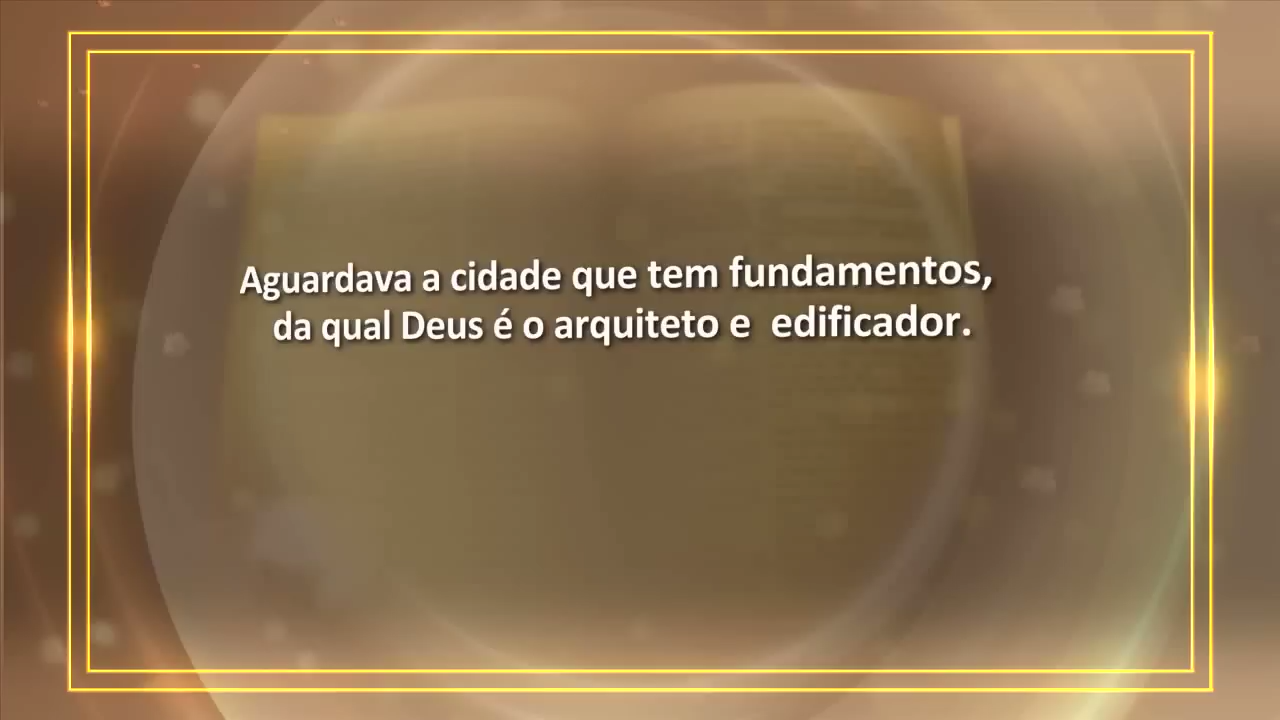 Aguardava a cidade que tem fundamentos,
da qual Deus é o arquiteto e edificador.